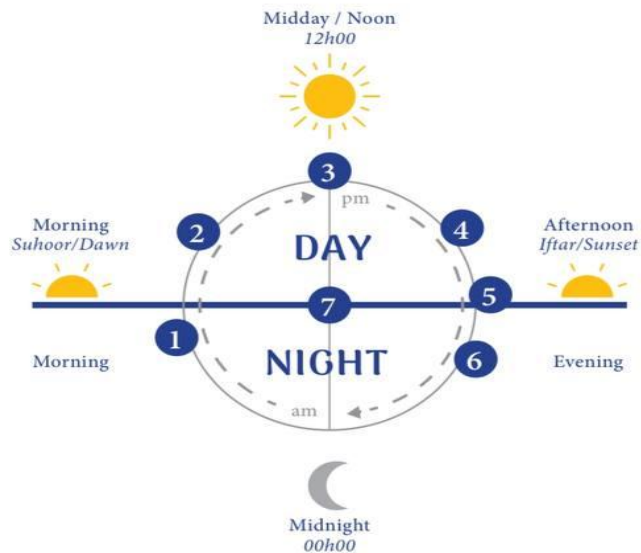 Midday / Noon
12h00
3
pm
Morning
Suhoor/Dawn
2
4
Afternoon
Iftar/Sunset
DAY
7
5
1
Morning
NIGHT
6
Evening
am
Midnight
00h00